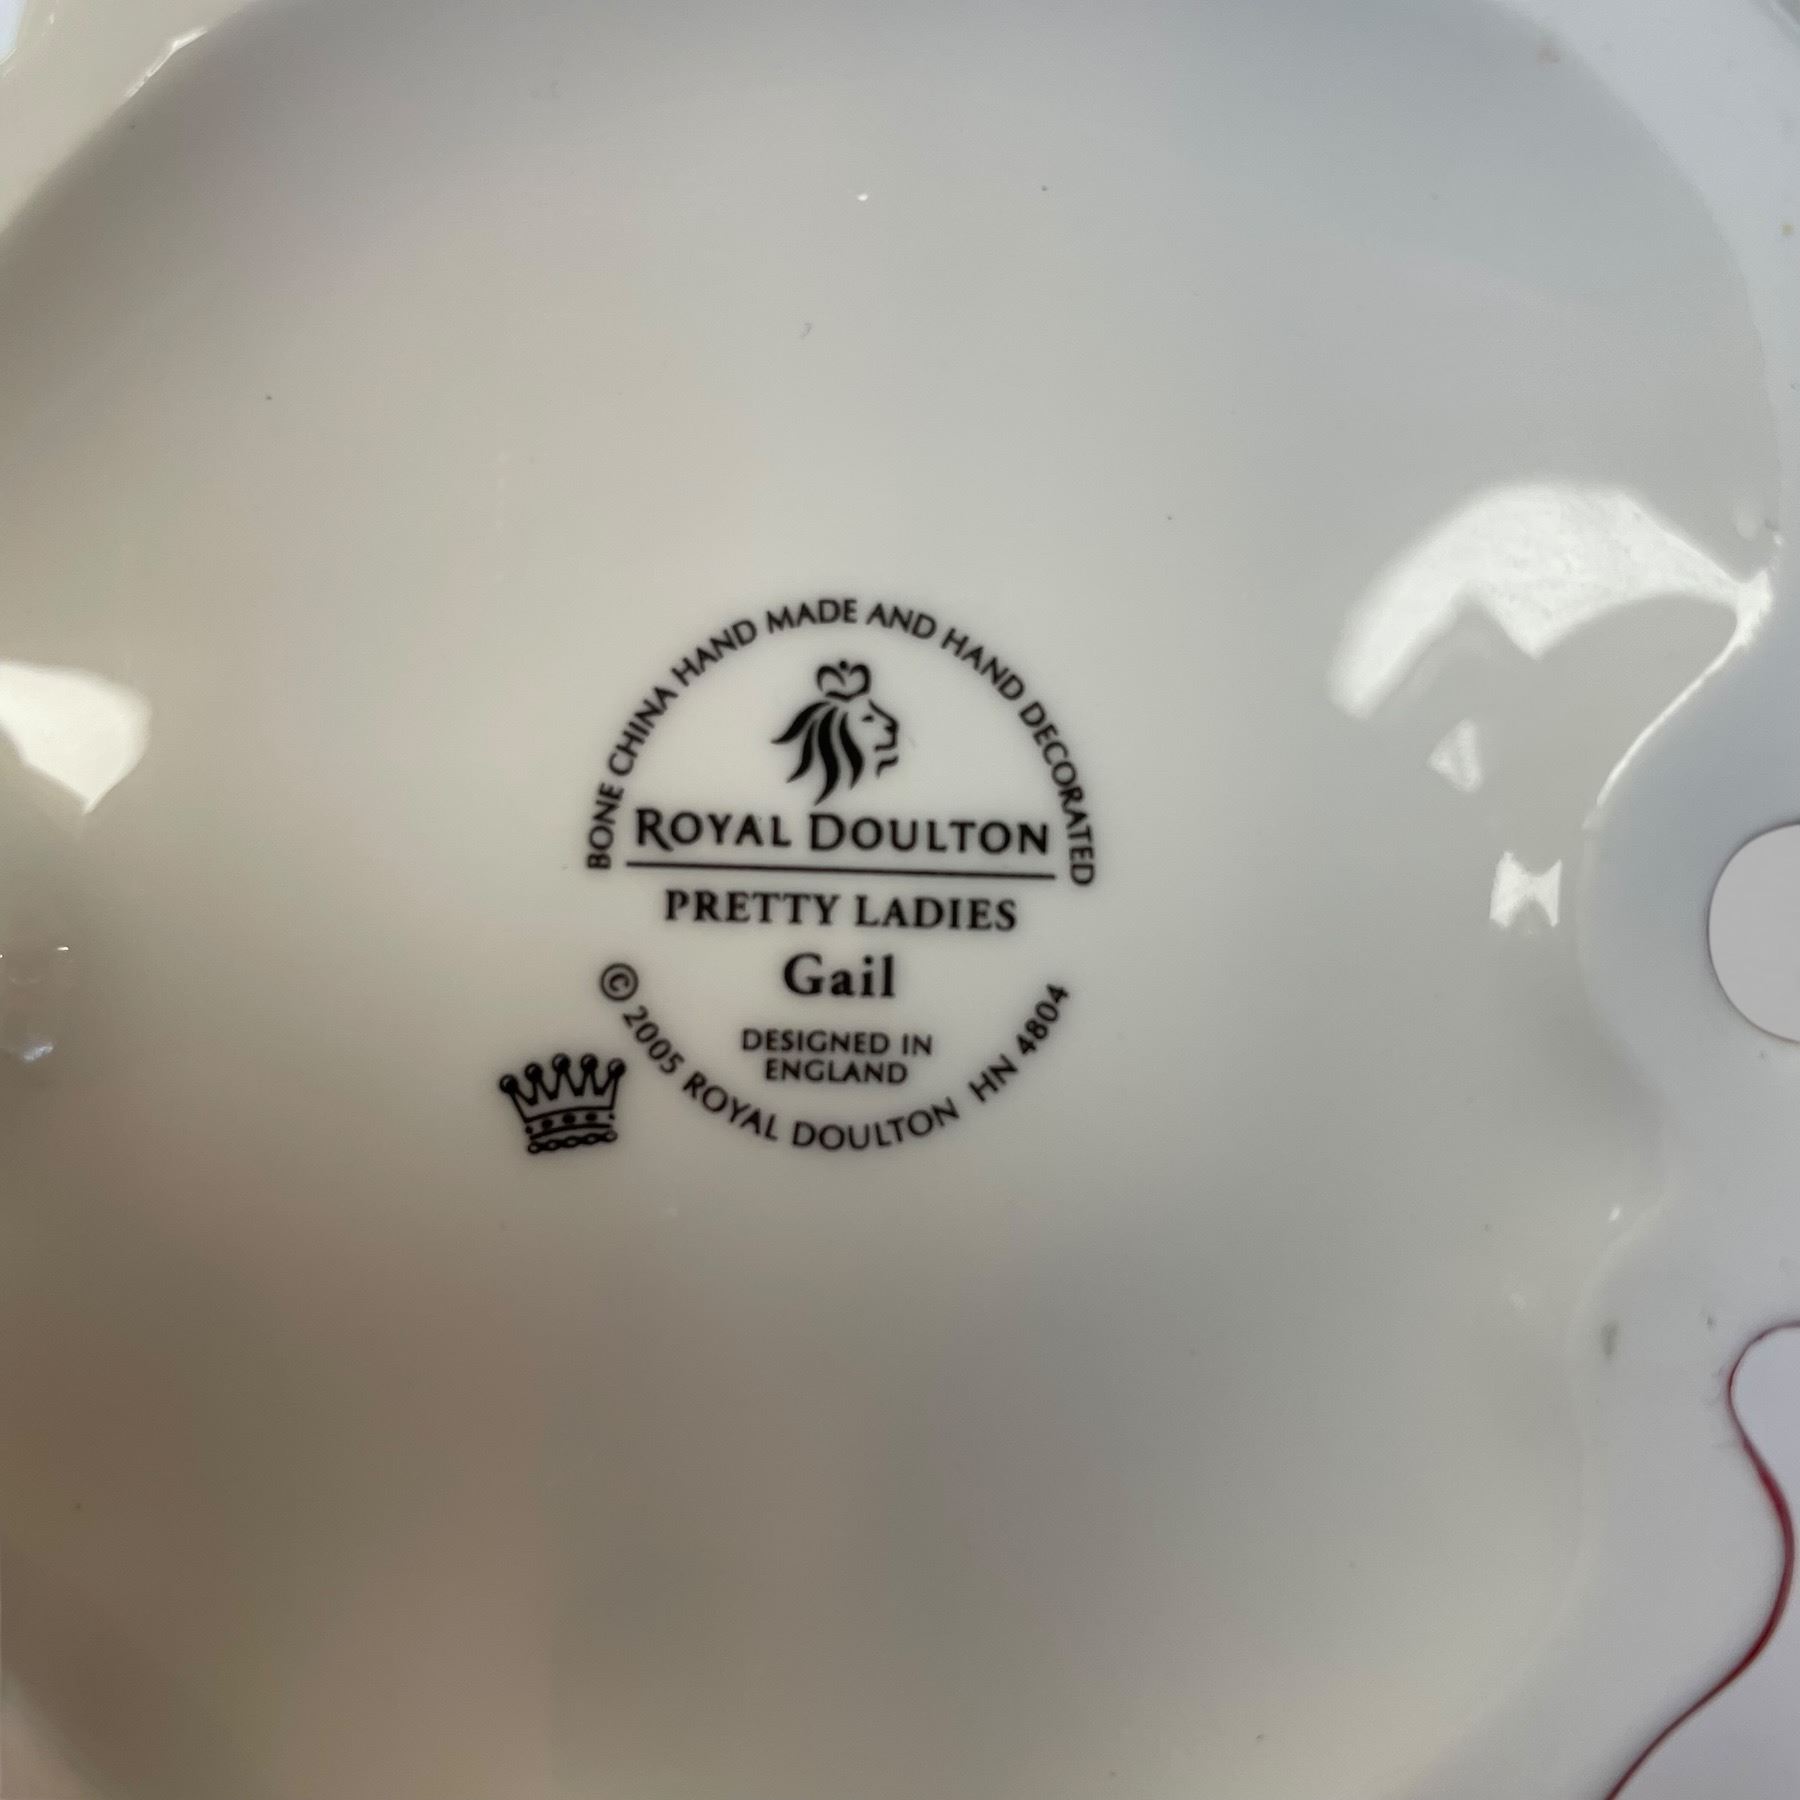 BONE CHINA HAND MADE AND HAND DECORATED
ROYAL DOULTON
PRETTY LADIES
Gail
DESIGNED IN
ENGLAND
© 2005 ROYAL DOULTON HN 4804